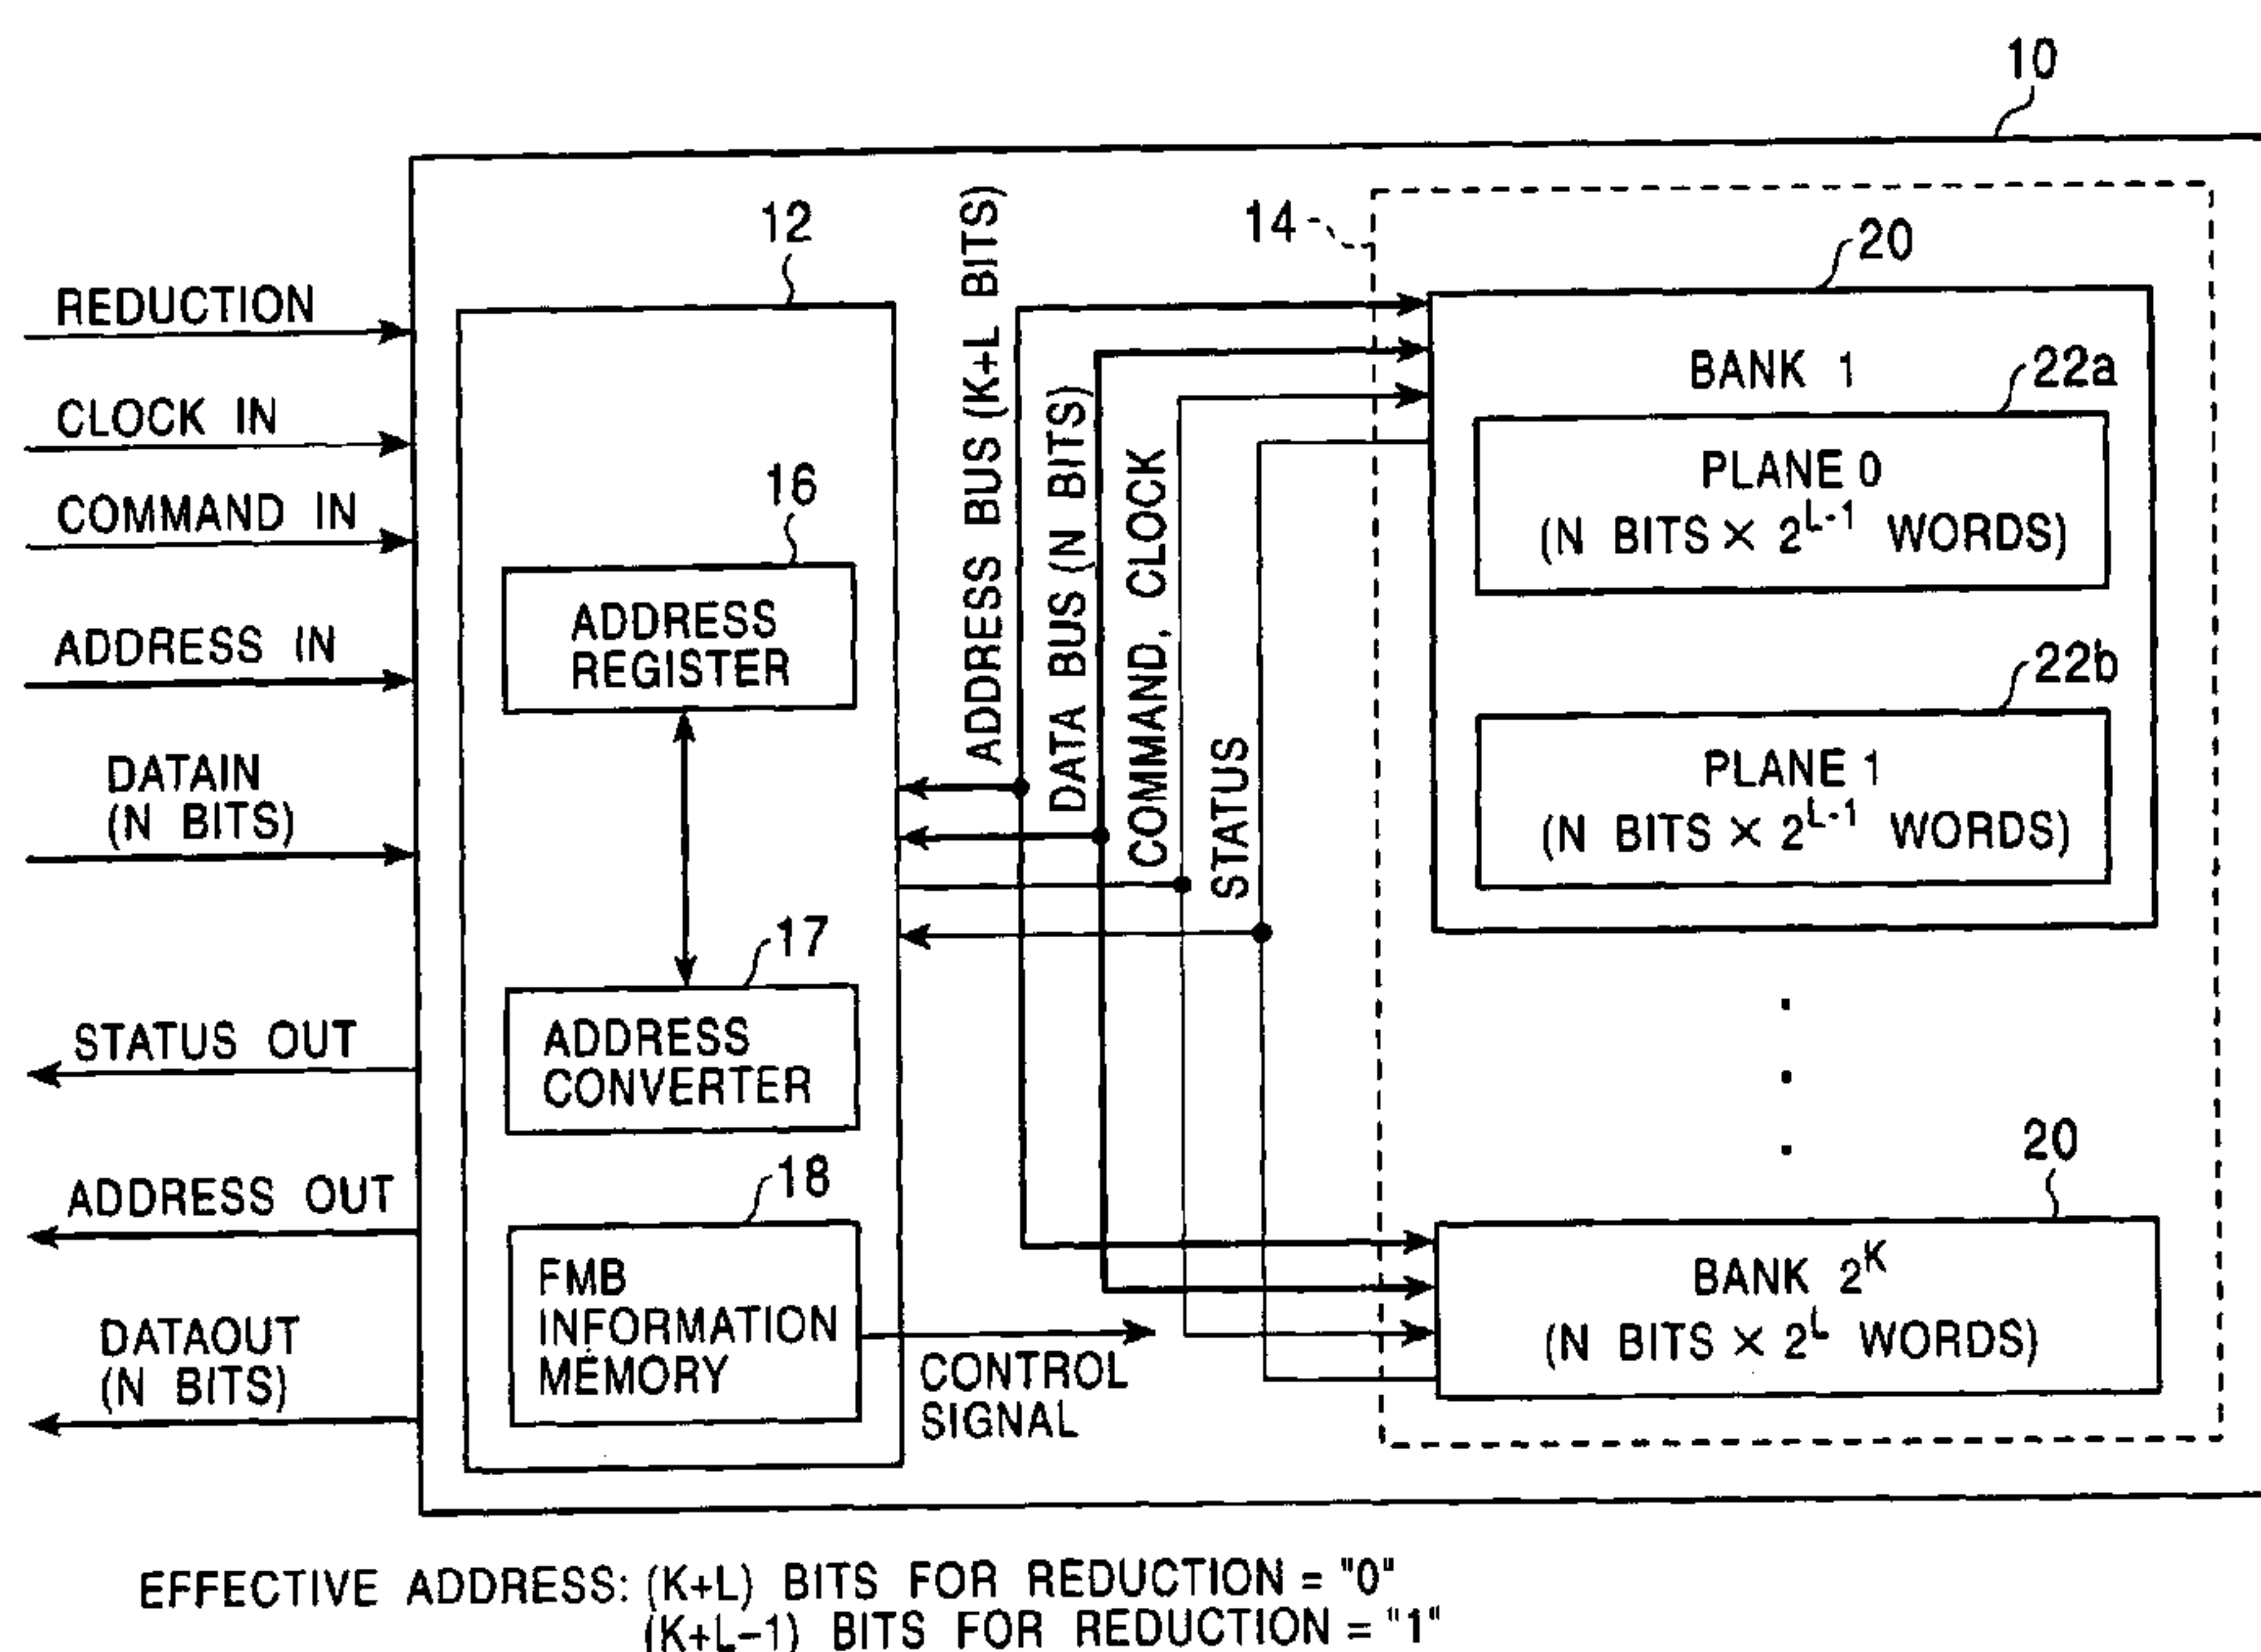 10
12
14
20
REDUCTION
CLOCK IN
COMMAND IN
ADDRESS IN
DATAIN
(N BITS)
STATUS OUT
ADDRESS OUT
DATAOUT
(N BITS)
16
ADDRESS
REGISTER
17
ADDRESS
CONVERTER
18
FMB
INFORMATION
MEMORY
CONTROL
SIGNAL
ADDRESS BUS (K+L BITS)
DATA BUS (N BITS)
COMMAND, CLOCK
STATUS
BANK 1
22a
PLANE 0
(N BITS × 2^L-1 WORDS)
22b
PLANE 1
(N BITS × 2^L-1 WORDS)
20
BANK 2^K
(N BITS × 2^L WORDS)
EFFECTIVE ADDRESS: (K+L) BITS FOR REDUCTION = "0"
(K+L-1) BITS FOR REDUCTION = "1"